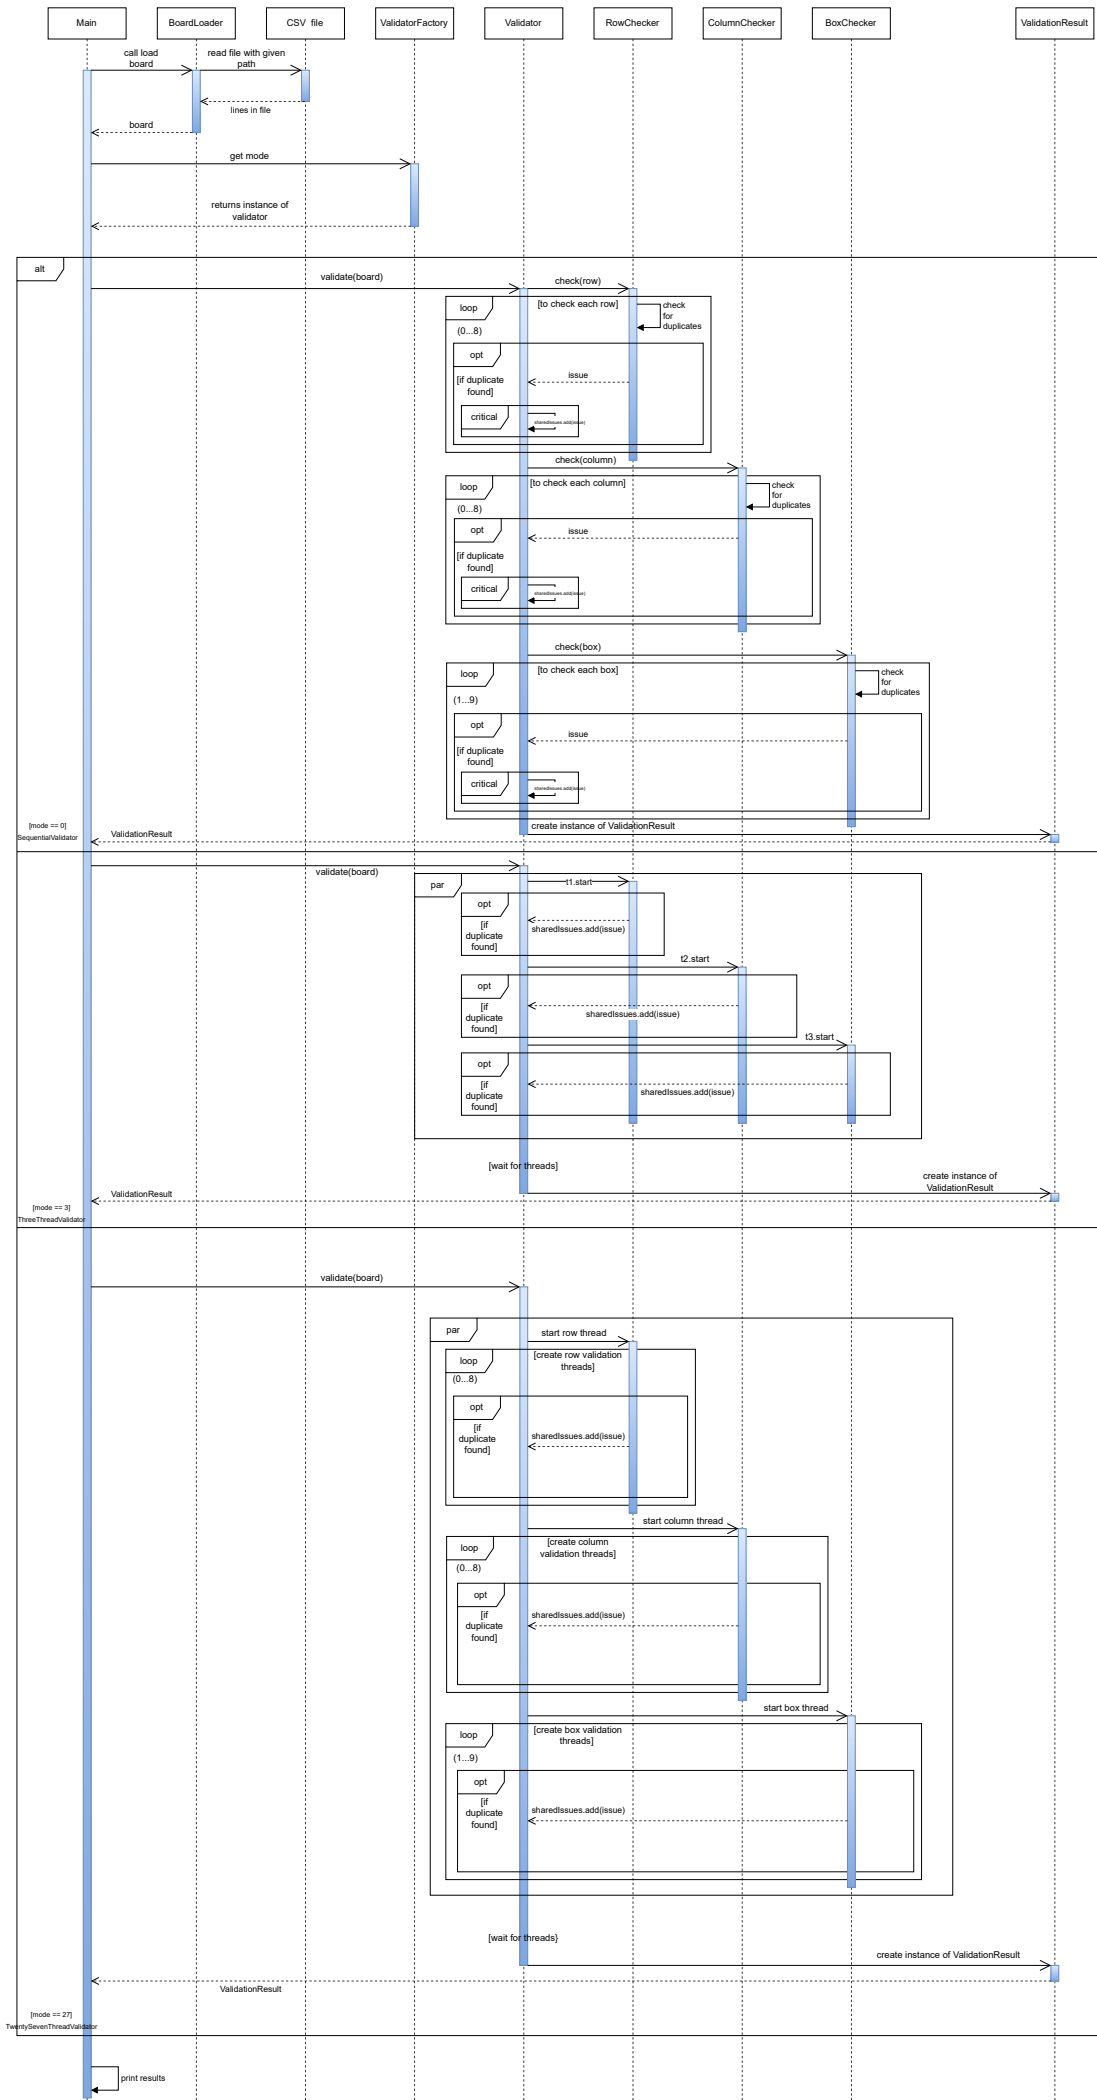 Main
BoardLoader
CSV file
ValidatorFactory
Validator
RowChecker
ColumnChecker
BoxChecker
ValidationResult
call load
board
read file with given
path
lines in file
board
get mode
returns instance of
validator
alt
validate(board)
check(row)
loop
[to check each row]
check
for
duplicates
(0...8)
opt
[if duplicate
found]
issue
critical
sharedIssues.add(issue)
check(column)
loop
[to check each column]
check
for
duplicates
(0...8)
opt
issue
[if duplicate
found]
critical
sharedIssues.add(issue)
check(box)
loop
[to check each box]
check
for
duplicates
(1...9)
opt
issue
[if duplicate
found]
critical
sharedIssues.add(issue)
[mode == 0]
SequentialValidator
ValidationResult
create instance of ValidationResult
validate(board)
par
t1.start
opt
[if
duplicate
found]
sharedIssues.add(issue)
t2.start
opt
[if
duplicate
found]
sharedIssues.add(issue)
t3.start
opt
[if
duplicate
found]
sharedIssues.add(issue)
[wait for threads]
create instance of
ValidationResult
ValidationResult
[mode == 3]
ThreeThreadValidator
validate(board)
par
start row thread
loop
[create row validation
threads]
(0...8)
opt
[if
duplicate
found]
sharedIssues.add(issue)
start column thread
loop
[create column
validation threads]
(0...8)
opt
[if
duplicate
found]
sharedIssues.add(issue)
start box thread
loop
[create box validation
threads]
(1...9)
opt
[if
duplicate
found]
sharedIssues.add(issue)
[wait for threads}
create instance of ValidationResult
ValidationResult
[mode == 27]
TwentySevenThreadValidator
print results